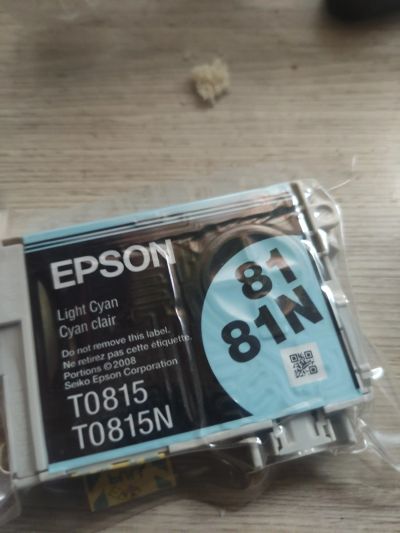 EPSON
Light Cyan
Cyan clair
Do not remove this label.
Ne retirez pas cette étiquette.
Portions ©2008
Seiko Epson Corporation
T0815
T0815N
81
81N